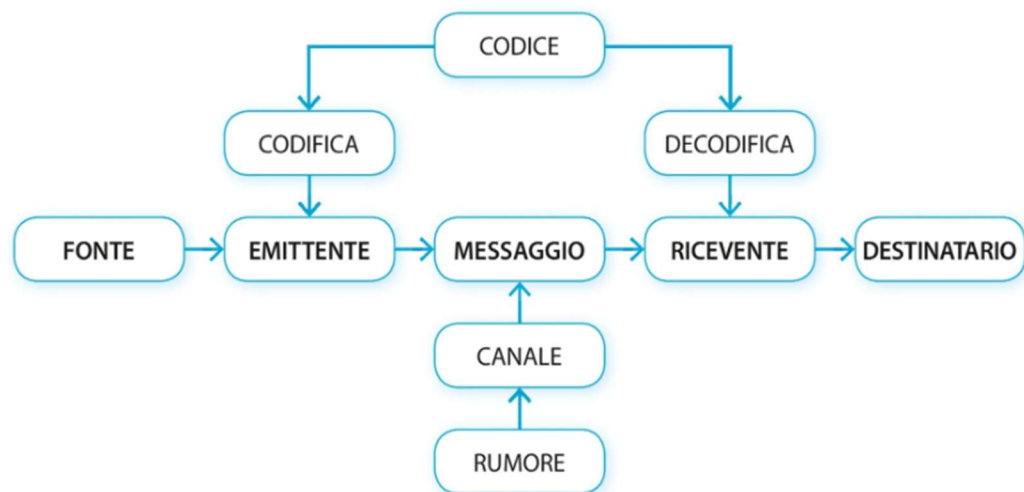 CODICE
CODIFICA
DECODIFICA
FONTE
EMITTENTE
MESSAGGIO
RICEVENTE
DESTINATARIO
CANALE
RUMORE